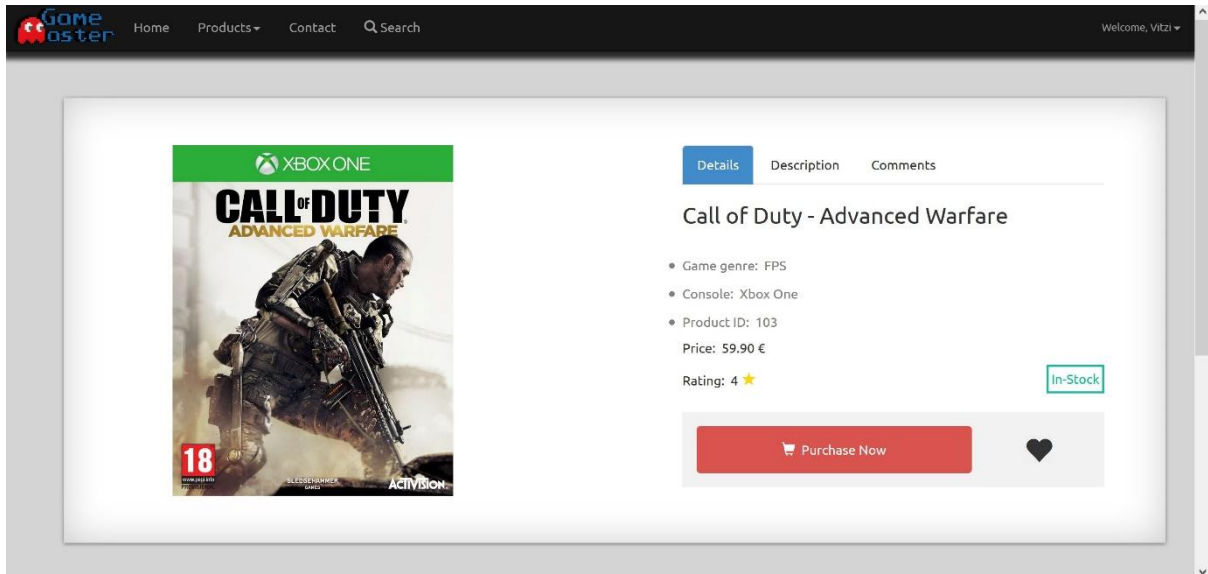 Game
Master
Home
Products
Contact
Search
Welcome, Vitzi
XBOX ONE
CALL OF DUTY
ADVANCED WARFARE
18
SLEDGEHAMMER
GAMES
ACTIVISION
Details
Description
Comments
Call of Duty - Advanced Warfare
Game genre: FPS
Console: Xbox One
Product ID: 103
Price: 59.90 €
Rating: 4
In-Stock
Purchase Now